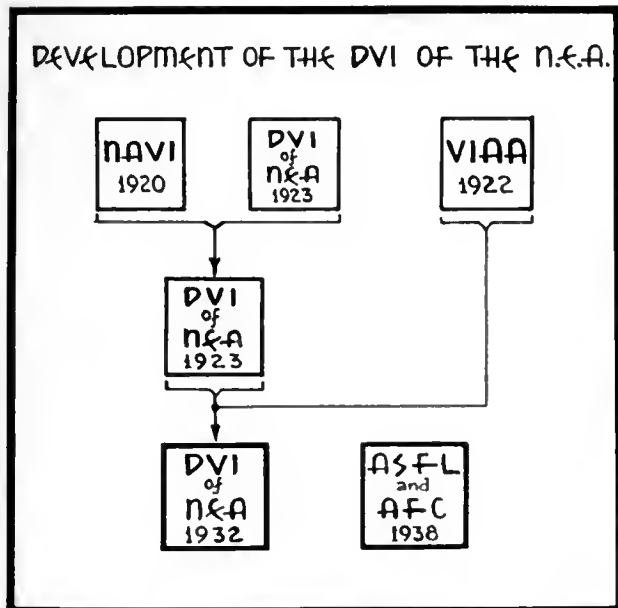 DEVELOPMENT OF THE DVI OF THE N.E.A.
NAVI
1920
DVI
of
NEA
1923
VIAA
1922
DVI
of
NEA
1923
DVI
of
NEA
1932
ASFL
and
AFC
1938